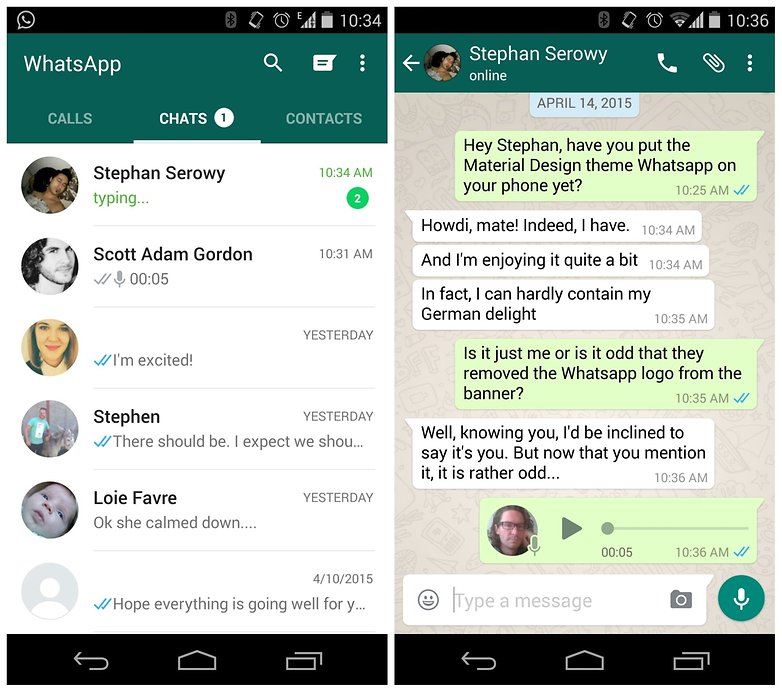 E 10:34
WhatsApp
CALLS CHATS 1 CONTACTS
Stephan Serowy 10:34 AM
typing... 2
Scott Adam Gordon 10:31 AM
00:05
YESTERDAY
I'm excited!
Stephen YESTERDAY
There should be. I expect we shou...
Loie Favre YESTERDAY
Ok she calmed down....
4/10/2015
Hope everything is going well for y...
10:36
Stephan Serowy
online
APRIL 14, 2015
Hey Stephan, have you put the
Material Design theme Whatsapp on
your phone yet? 10:25 AM
Howdi, mate! Indeed, I have. 10:34 AM
And I'm enjoying it quite a bit 10:34 AM
In fact, I can hardly contain my
German delight 10:35 AM
Is it just me or is it odd that they
removed the Whatsapp logo from the
banner? 10:35 AM
Well, knowing you, I'd be inclined to
say it's you. But now that you mention
it, it is rather odd... 10:36 AM
00:05 10:36 AM
Type a message